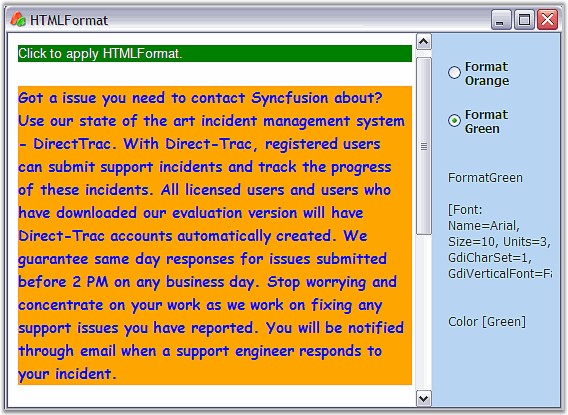 HTMLFormat
Click to apply HTMLFormat.
Got a issue you need to contact Syncfusion about?
Use our state of the art incident management system
- DirectTrac. With Direct-Trac, registered users
can submit support incidents and track the progress
of these incidents. All licensed users and users who
have downloaded our evaluation version will have
Direct-Trac accounts automatically created. We
guarantee same day responses for issues submitted
before 2 PM on any business day. Stop worrying and
concentrate on your work as we work on fixing any
support issues you have reported. You will be notified
through email when a support engineer responds to
your incident.
Format
Orange
Format
Green
FormatGreen
[Font:
Name=Arial,
Size=10, Units=3,
GdiCharSet=1,
GdiVerticalFont=Fa
Color [Green]